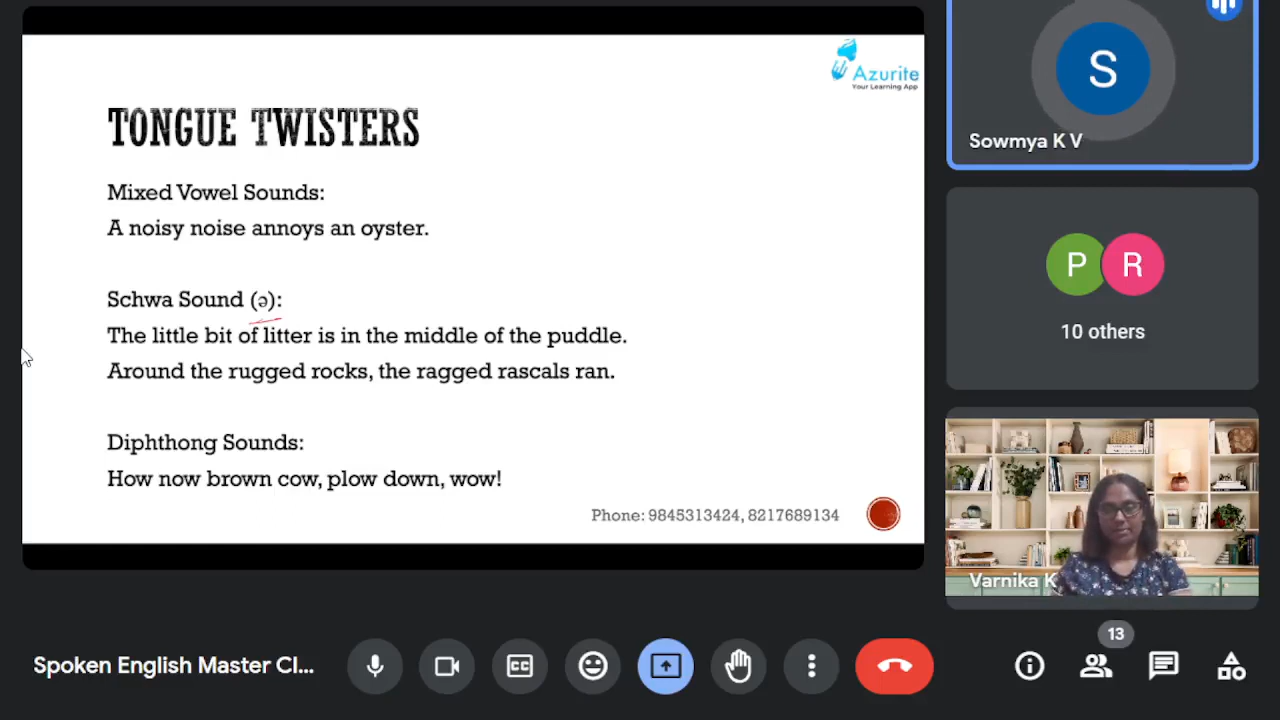 Azurite
Your Learning App
TONGUE TWISTERS
Mixed Vowel Sounds:
A noisy noise annoys an oyster.
Schwa Sound (ə):
The little bit of litter is in the middle of the puddle.
Around the rugged rocks, the ragged rascals ran.
Diphthong Sounds:
How now brown cow, plow down, wow!
Phone: 9845313424, 8217689134
S
Sowmya K V
P R
10 others
Varnika K
Spoken English Master Cl...
CC
13